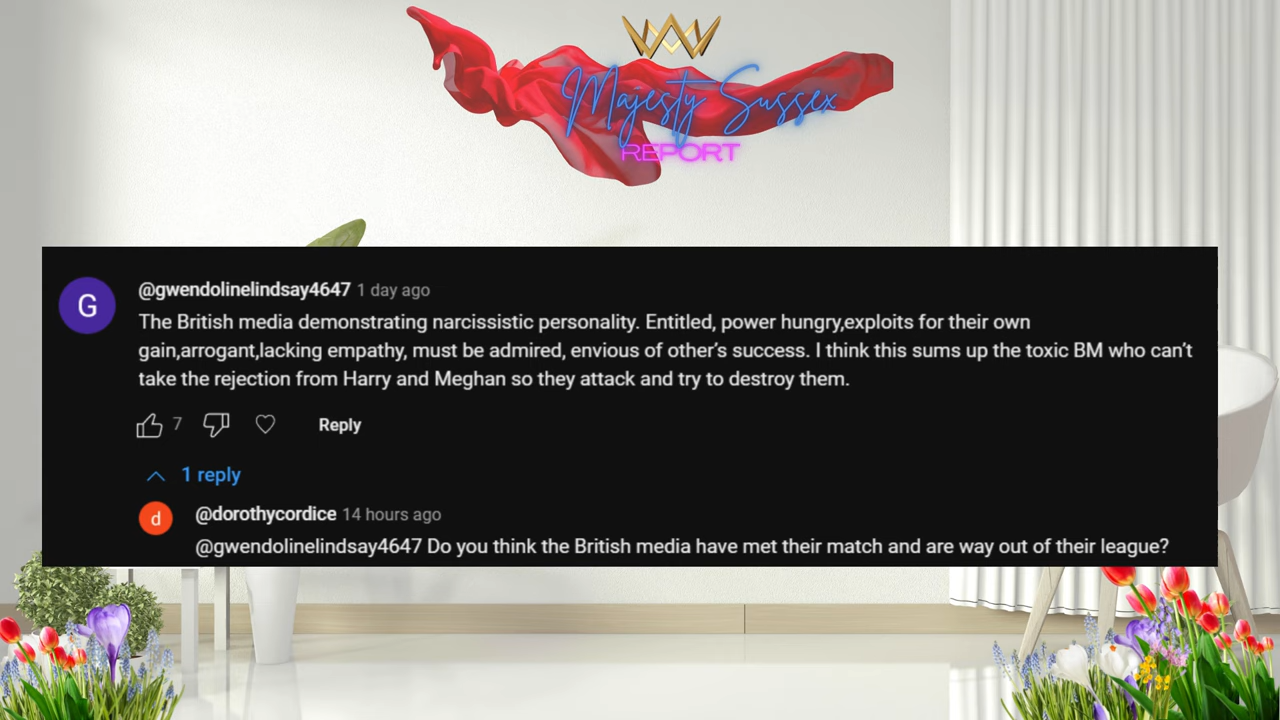 Majesty Sussex
REPORT
G
@gwendolinelindsay4647 1 day ago
The British media demonstrating narcissistic personality. Entitled, power hungry,exploits for their own
gain,arrogant,lacking empathy, must be admired, envious of other’s success. I think this sums up the toxic BM who can’t
take the rejection from Harry and Meghan so they attack and try to destroy them.
7
Reply
1 reply
d
@dorothycordice 14 hours ago
@gwendolinelindsay4647 Do you think the British media have met their match and are way out of their league?